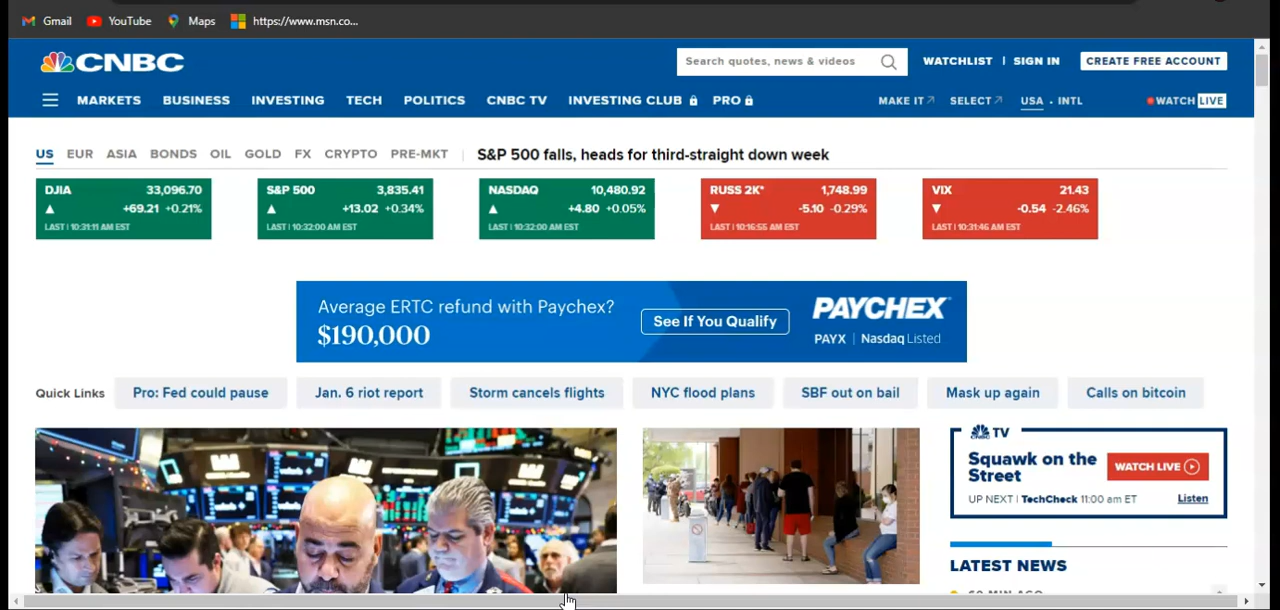 Gmail YouTube Maps https://www.msn.co...
CNBC
Search quotes, news & videos
WATCHLIST | SIGN IN
CREATE FREE ACCOUNT
MARKETS BUSINESS INVESTING TECH POLITICS CNBC TV INVESTING CLUB PRO
MAKE IT SELECT USA • INTL WATCH LIVE
US EUR ASIA BONDS OIL GOLD FX CRYPTO PRE-MKT
S&P 500 falls, heads for third-straight down week
DJIA 33,096.70
+69.21 +0.21%
LAST | 10:31:11 AM EST
S&P 500 3,835.41
+13.02 +0.34%
LAST | 10:32:00 AM EST
NASDAQ 10,480.92
+4.80 +0.05%
LAST | 10:32:00 AM EST
RUSS 2K* 1,748.99
-5.10 -0.29%
LAST | 10:16:55 AM EST
VIX 21.43
-0.54 -2.46%
LAST | 10:31:46 AM EST
Average ERTC refund with Paychex?
$190,000
See If You Qualify
PAYCHEX
PAYX | Nasdaq Listed
Quick Links
Pro: Fed could pause
Jan. 6 riot report
Storm cancels flights
NYC flood plans
SBF out on bail
Mask up again
Calls on bitcoin
CNBC TV
Squawk on the
Street
WATCH LIVE
UP NEXT | TechCheck 11:00 am ET
Listen
LATEST NEWS